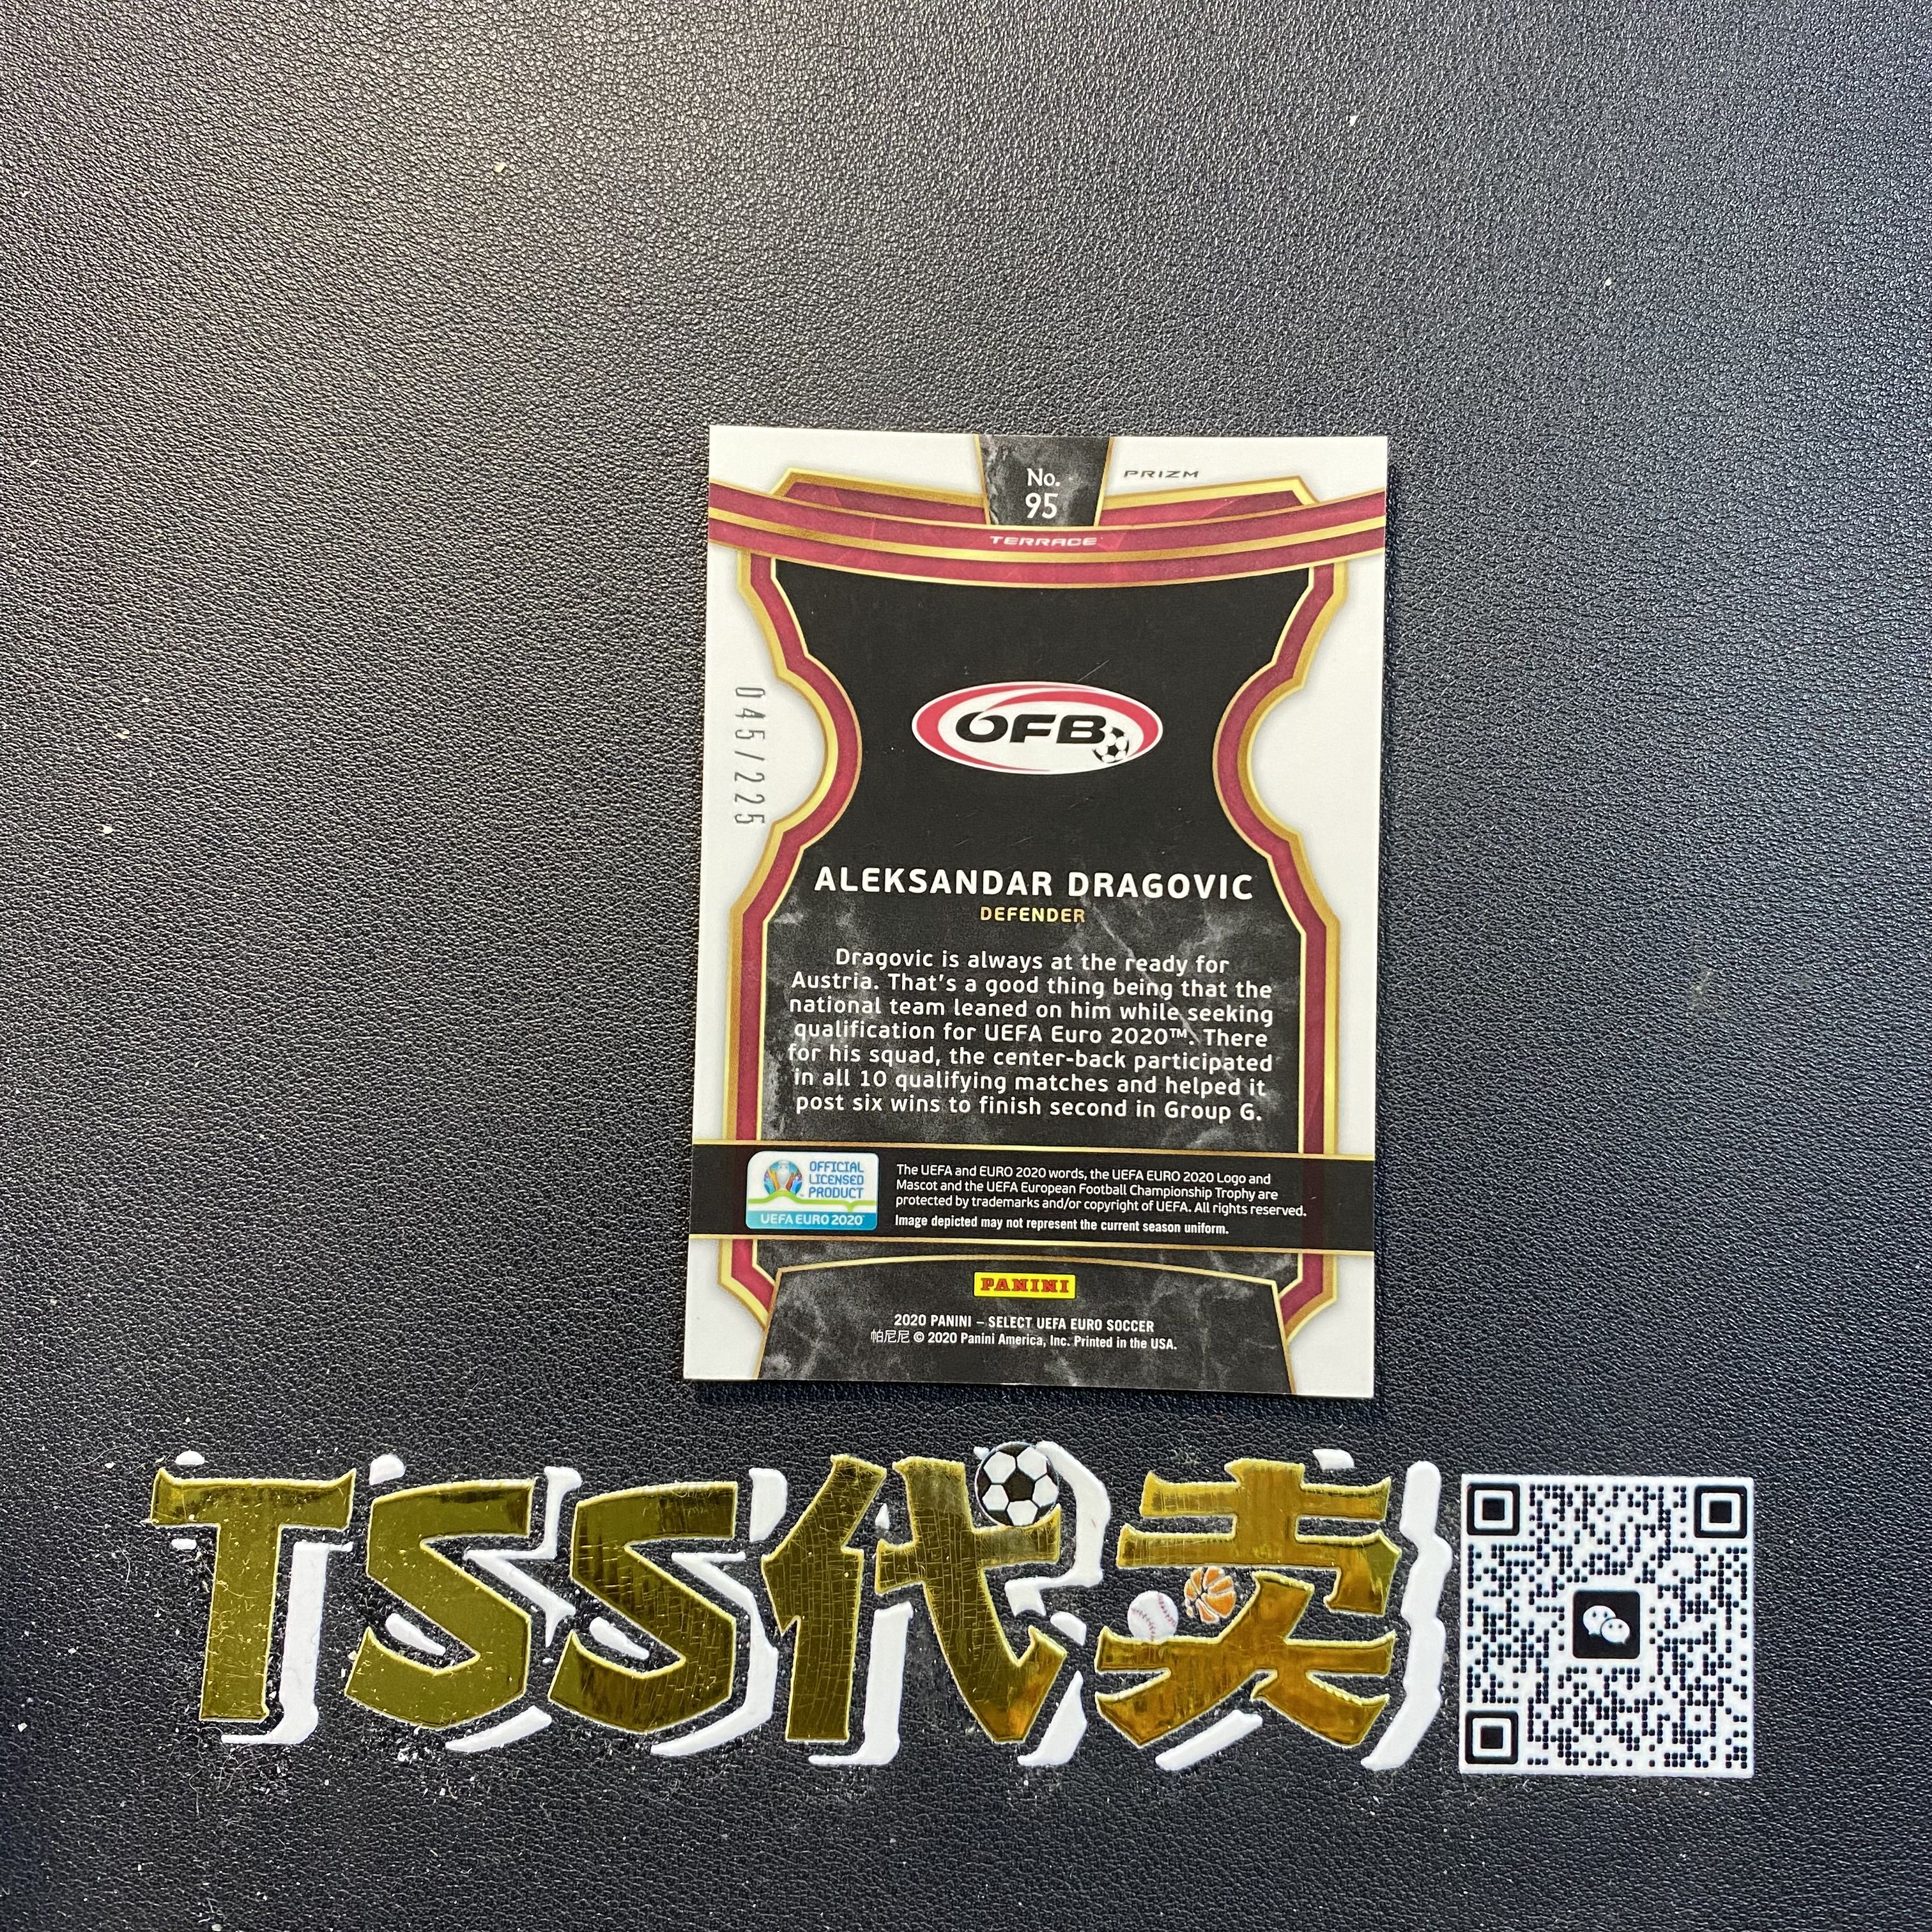 No.
95
PRIZM
TERRACE
045/225
ÖFB
ALEKSANDAR DRAGOVIC
DEFENDER
Dragovic is always at the ready for
Austria. That's a good thing being that the
national team leaned on him while seeking
qualification for UEFA Euro 2020™. There
for his squad, the center-back participated
in all 10 qualifying matches and helped it
post six wins to finish second in Group G.
OFFICIAL
LICENSED
PRODUCT
UEFA EURO 2020
The UEFA and EURO 2020 words, the UEFA EURO 2020 Logo and
Mascot and the UEFA European Football Championship Trophy are
protected by trademarks and/or copyright of UEFA. All rights reserved.
Image depicted may not represent the current season uniform.
PANINI
2020 PANINI – SELECT UEFA EURO SOCCER
帕尼尼 © 2020 Panini America, Inc. Printed in the USA.
TSS代卖